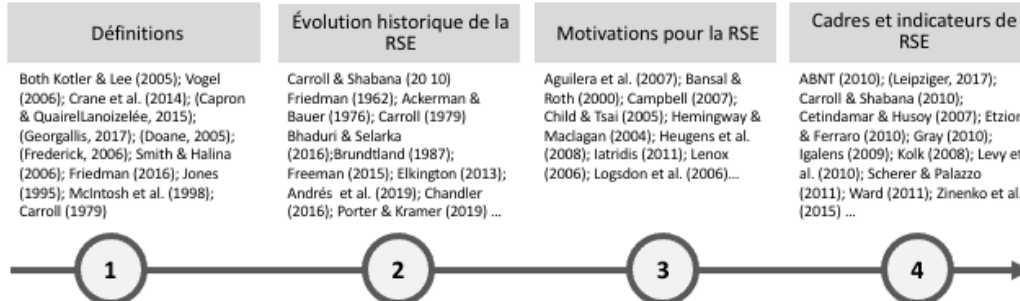 Définitions
Both Kotler & Lee (2005); Vogel
(2006); Crane et al. (2014); (Capron
& QuairelLanoizelée, 2015);
(Georgallis, 2017); (Doane, 2005);
(Frederick, 2006); Smith & Halina
(2006); Friedman (2016); Jones
(1995); McIntosh et al. (1998);
Carroll (1979)
1
Évolution historique de la
RSE
Carroll & Shabana (20 10)
Friedman (1962); Ackerman &
Bauer (1976); Carroll (1979)
Bhaduri & Selarka
(2016);Brundtland (1987);
Freeman (2015); Elkington (2013);
Andrés et al. (2019); Chandler
(2016); Porter & Kramer (2019) ...
2
Motivations pour la RSE
Aguilera et al. (2007); Bansal &
Roth (2000); Campbell (2007);
Child & Tsai (2005); Hemingway &
Maclagan (2004); Heugens et al.
(2008); Iatridis (2011); Lenox
(2006); Logsdon et al. (2006)...
3
Cadres et indicateurs de
RSE
ABNT (2010); (Leipziger, 2017);
Carroll & Shabana (2010);
Cetindamar & Husoy (2007); Etzion
& Ferraro (2010); Gray (2010);
Igalens (2009); Kolk (2008); Levy et
al. (2010); Scherer & Palazzo
(2011); Ward (2011); Zinenko et al.
(2015) ...
4